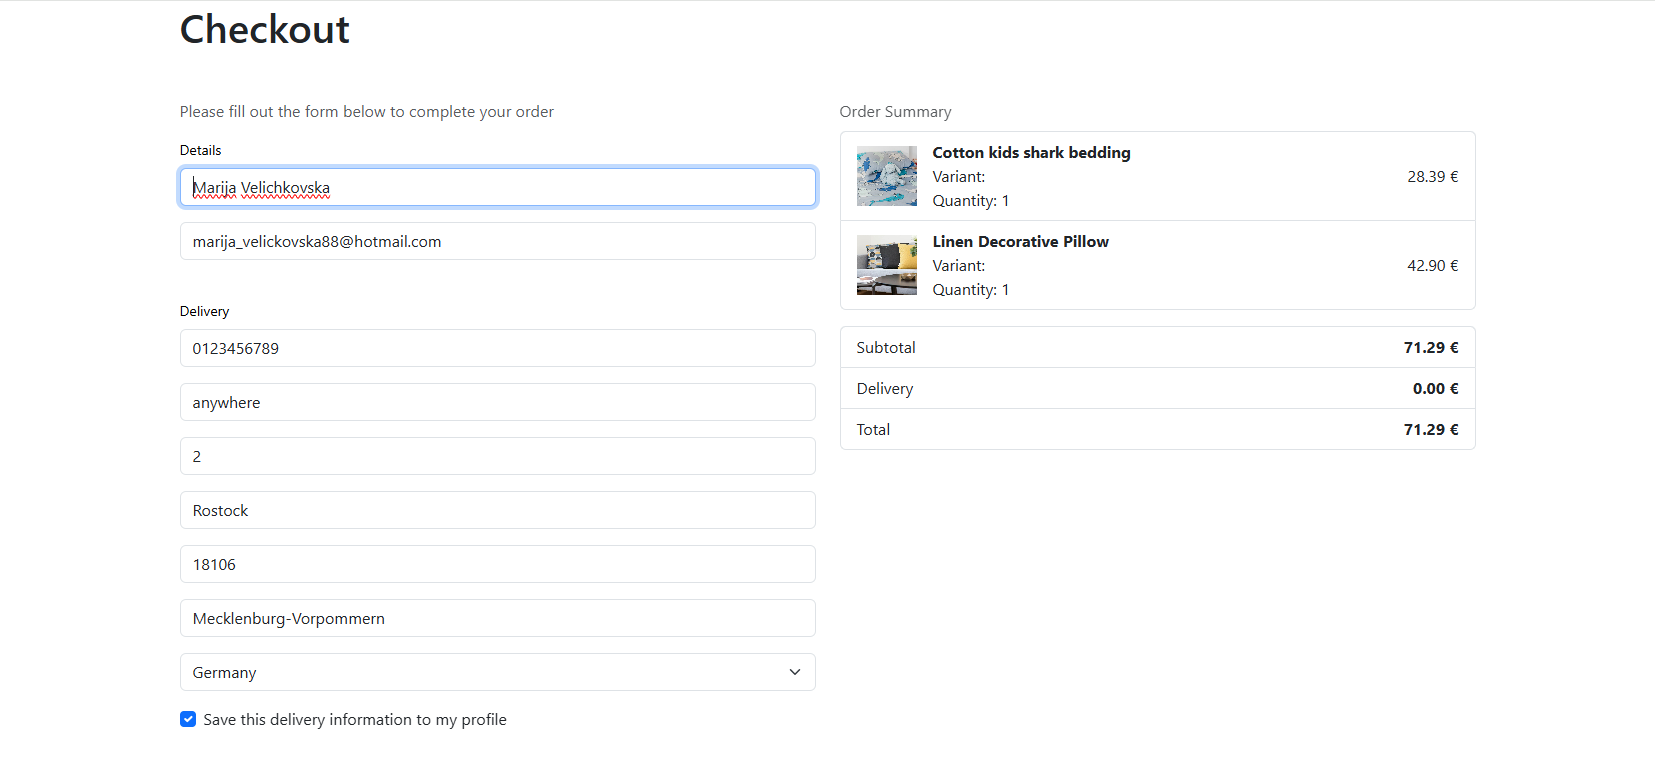 Checkout
Please fill out the form below to complete your order
Details
Marija Velichkovska
marija_velickovska88@hotmail.com
Delivery
0123456789
anywhere
2
Rostock
18106
Mecklenburg-Vorpommern
Germany
Save this delivery information to my profile
Order Summary
Cotton kids shark bedding
Variant:
28.39 €
Quantity: 1
Linen Decorative Pillow
Variant:
42.90 €
Quantity: 1
Subtotal 71.29 €
Delivery 0.00 €
Total 71.29 €